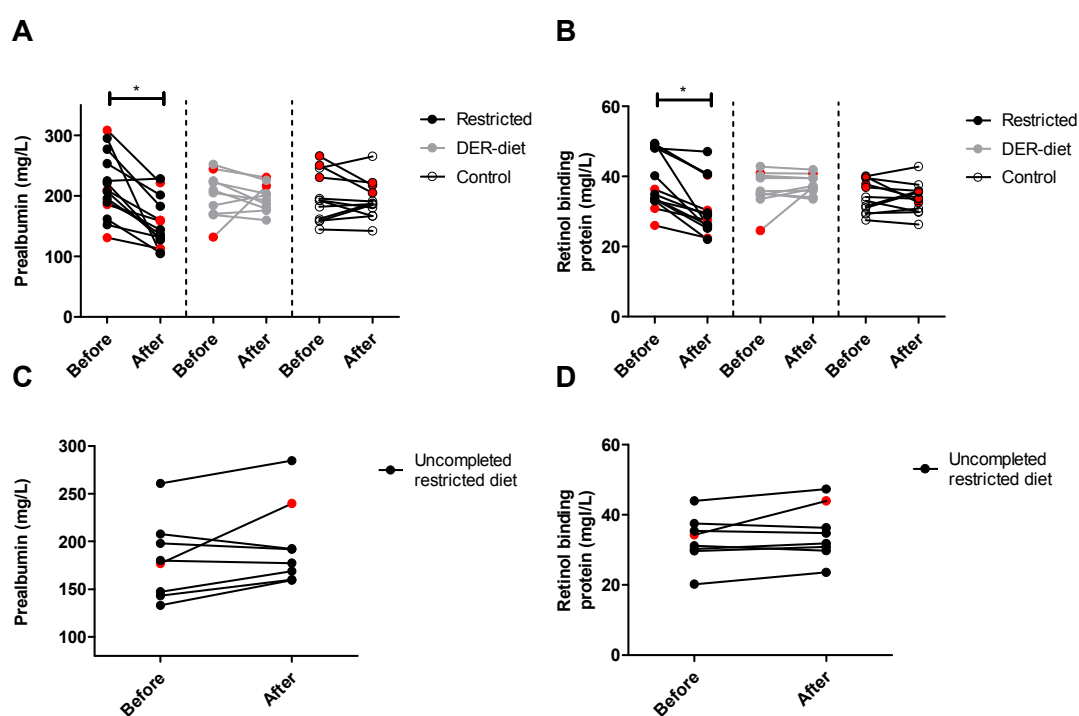 A
Prealbumin (mg/L)
300
200
100
0
*
Before
After
Before
After
Before
After
Restricted
DER-diet
Control
B
Retinol binding
protein (mgl/L)
60
40
20
0
*
Before
After
Before
After
Before
After
Restricted
DER-diet
Control
C
Prealbumin (mg/L)
300
250
200
150
100
Before
After
Uncompleted
restricted diet
D
Retinol binding
protein (mgl/L)
60
40
20
0
Before
After
Uncompleted
restricted diet